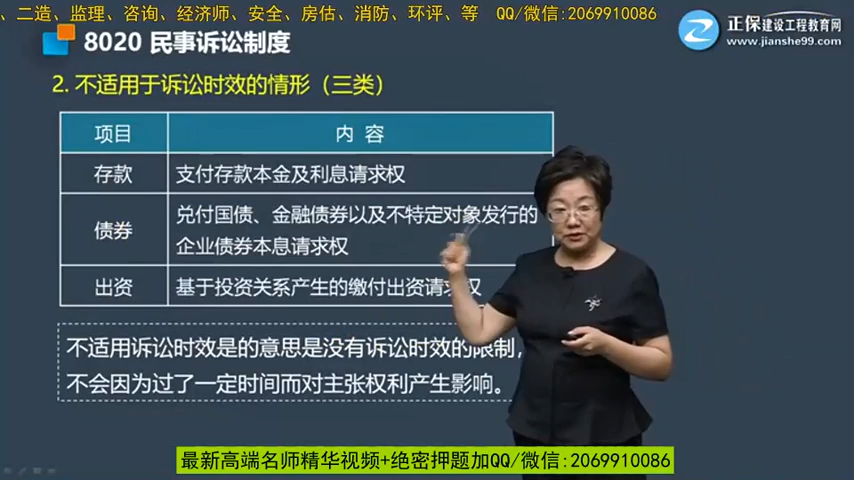 、二造、监理、咨询、经济师、安全、房估、消防、环评、等 QQ/微信:2069910086
8020 民事诉讼制度
正保建设工程教育网
www.jianshe99.com
2. 不适用于诉讼时效的情形（三类）
项目 内 容
存款 支付存款本金及利息请求权
债券 兑付国债、金融债券以及不特定对象发行的
企业债券本息请求权
出资 基于投资关系产生的缴付出资请求权
不适用诉讼时效是的意思是没有诉讼时效的限制，
不会因为过了一定时间而对主张权利产生影响。
最新高端名师精华视频+绝密押题加QQ/微信:2069910086